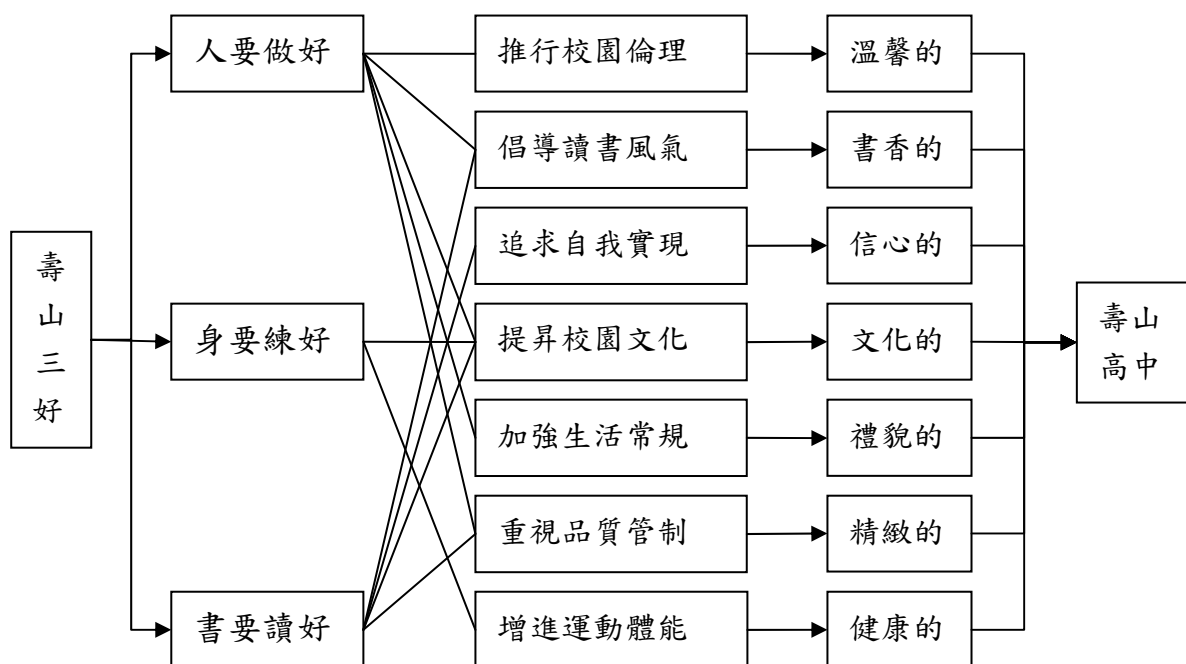 人要做好
推行校園倫理
溫馨的
倡導讀書風氣
書香的
追求自我實現
信心的
壽
山
三
好
身要練好
提昇校園文化
文化的
壽山
高中
加強生活常規
禮貌的
重視品質管制
精緻的
書要讀好
增進運動體能
健康的